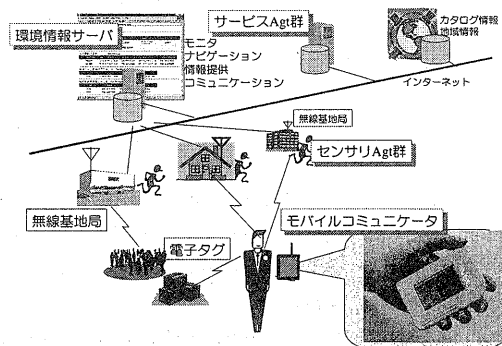 環境情報サーバ
モニタ
ナビゲーション
情報提供
コミュニケーション
サービスAgt群
カタログ情報
地域情報
インターネット
無線基地局
センサリAgt群
無線基地局
電子タグ
モバイルコミュニケータ